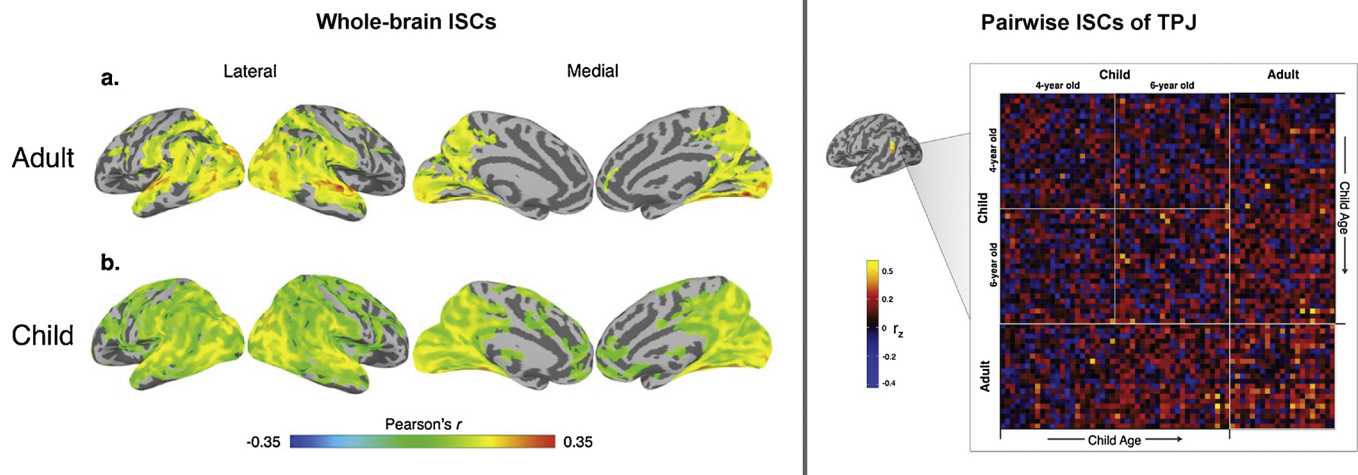 Whole-brain ISCs
a.
Lateral
Medial
Adult
b.
Child
Pearson's r
-0.35
0.35
Pairwise ISCs of TPJ
Child
Adult
4-year old
6-year old
4-year old
Child
6-year old
Adult
Child Age
Child Age
0.5
0.2
0
-0.2
-0.4
rz